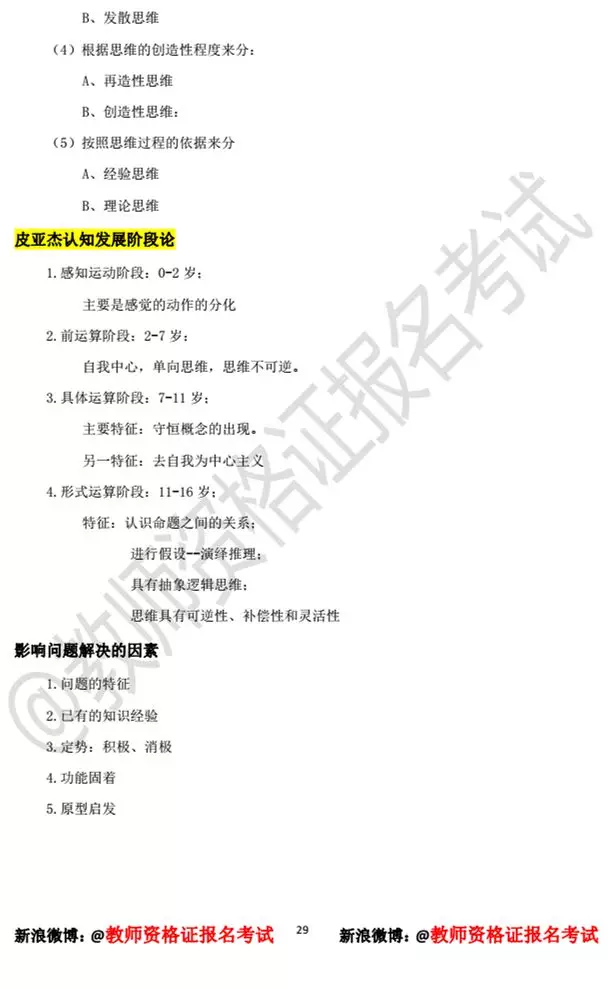 B、发散思维
（4）根据思维的创造性程度来分：
A、再造性思维
B、创造性思维：
（5）按照思维过程的依据来分
A、经验思维
B、理论思维
皮亚杰认知发展阶段论
1.感知运动阶段：0-2 岁；
主要是感觉的动作的分化
2.前运算阶段：2-7 岁；
自我中心，单向思维，思维不可逆。
3.具体运算阶段：7-11 岁；
主要特征：守恒概念的出现。
另一特征：去自我为中心主义
4.形式运算阶段：11-16 岁；
特征：认识命题之间的关系；
进行假设--演绎推理；
具有抽象逻辑思维；
思维具有可逆性、补偿性和灵活性
影响问题解决的因素
1.问题的特征
2.已有的知识经验
3.定势：积极、消极
4.功能固着
5.原型启发
@教师资格证报名考试
新浪微博：@教师资格证报名考试 29 新浪微博：@教师资格证报名考试